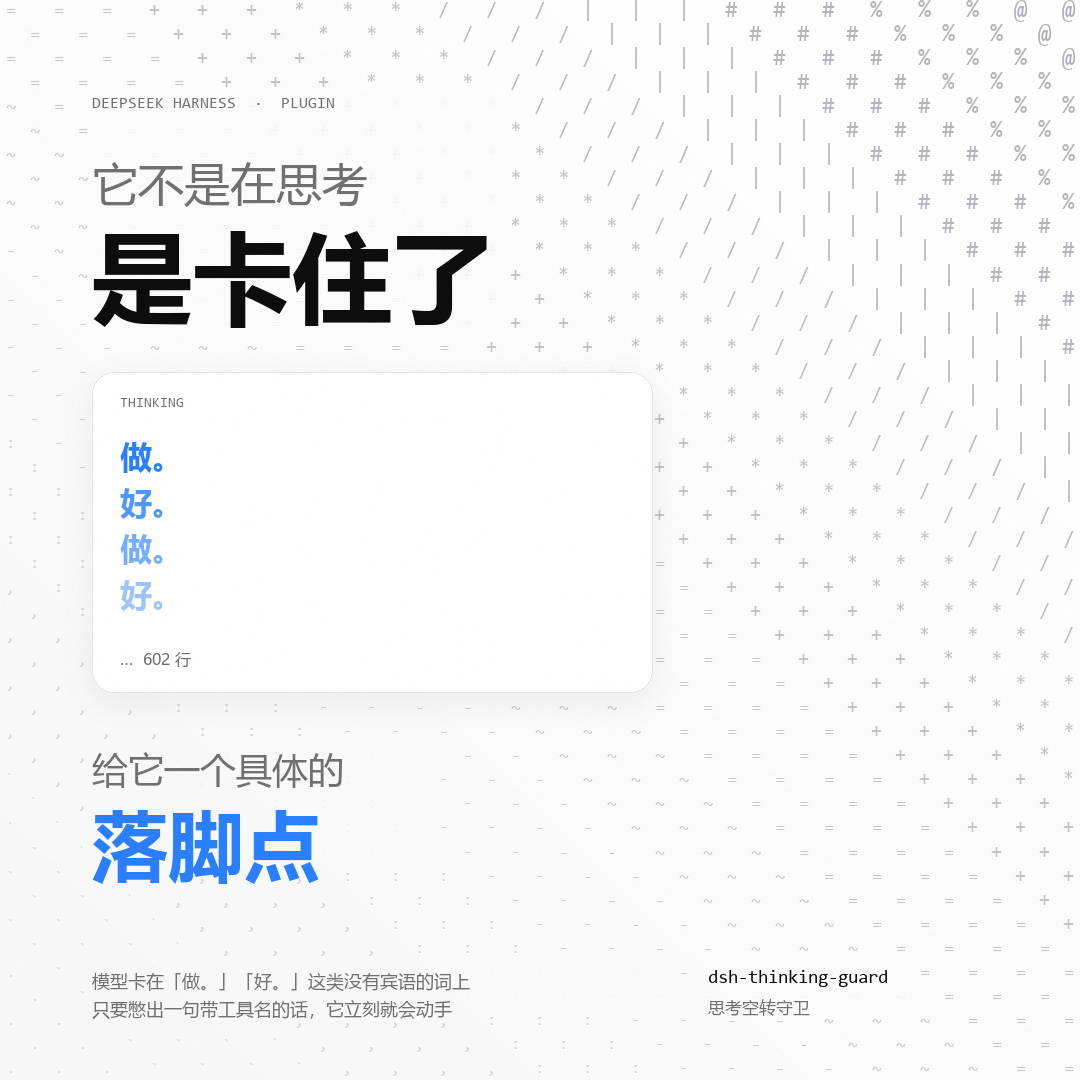 DEEPSEEK HARNESS · PLUGIN
它不是在思考
是卡住了
THINKING
做。
好。
做。
好。
… 602 行
给它一个具体的
落脚点
模型卡在「做。」「好。」这类没有宾语的词上
只要憋出一句带工具名的话，它立刻就会动手
dsh-thinking-guard
思考空转守卫